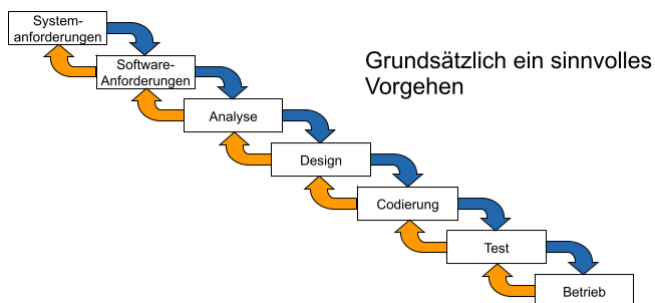 System-
anforderungen
Software-
Anforderungen
Grundsätzlich ein sinnvolles
Vorgehen
Analyse
Design
Codierung
Test
Betrieb